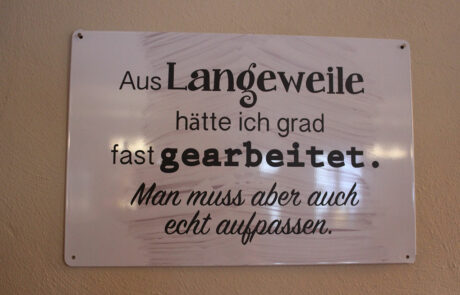 Aus Langeweile
hätte ich grad
fast gearbeitet.
Man muss aber auch
echt aufpassen.